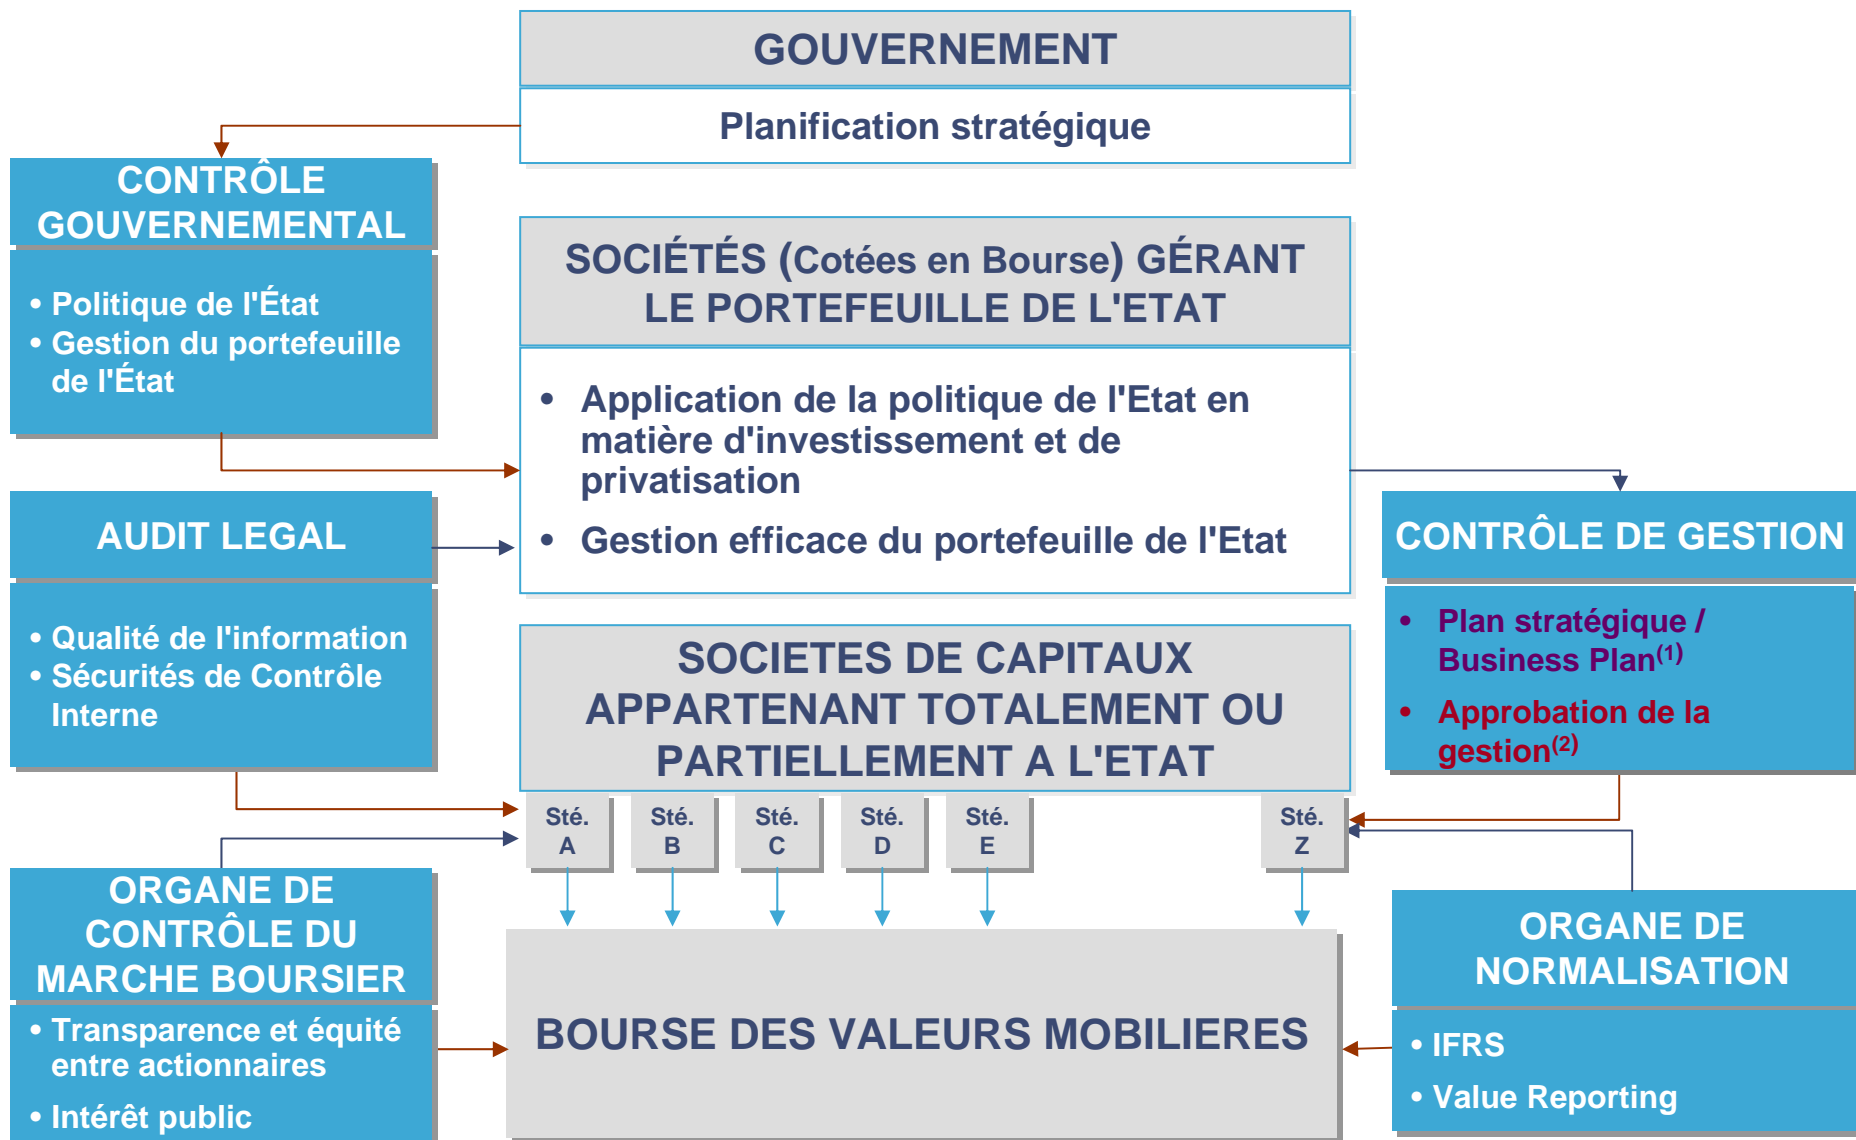 GOUVERNEMENT
Planification stratégique
CONTRÔLE
GOUVERNEMENTAL
• Politique de l'État
• Gestion du portefeuille
de l'État
SOCIÉTÉS (Cotées en Bourse) GÉRANT
LE PORTEFEUILLE DE L'ETAT
• Application de la politique de l'Etat en
matière d'investissement et de
privatisation
• Gestion efficace du portefeuille de l'Etat
AUDIT LEGAL
• Qualité de l'information
• Sécurités de Contrôle
Interne
CONTRÔLE DE GESTION
• Plan stratégique /
Business Plan(1)
• Approbation de la
gestion(2)
SOCIETES DE CAPITAUX
APPARTENANT TOTALEMENT OU
PARTIELLEMENT A L'ETAT
Sté.
A
Sté.
B
Sté.
C
Sté.
D
Sté.
E
Sté.
Z
ORGANE DE
CONTRÔLE DU
MARCHE BOURSIER
• Transparence et équité
entre actionnaires
• Intérêt public
BOURSE DES VALEURS MOBILIERES
ORGANE DE
NORMALISATION
• IFRS
• Value Reporting